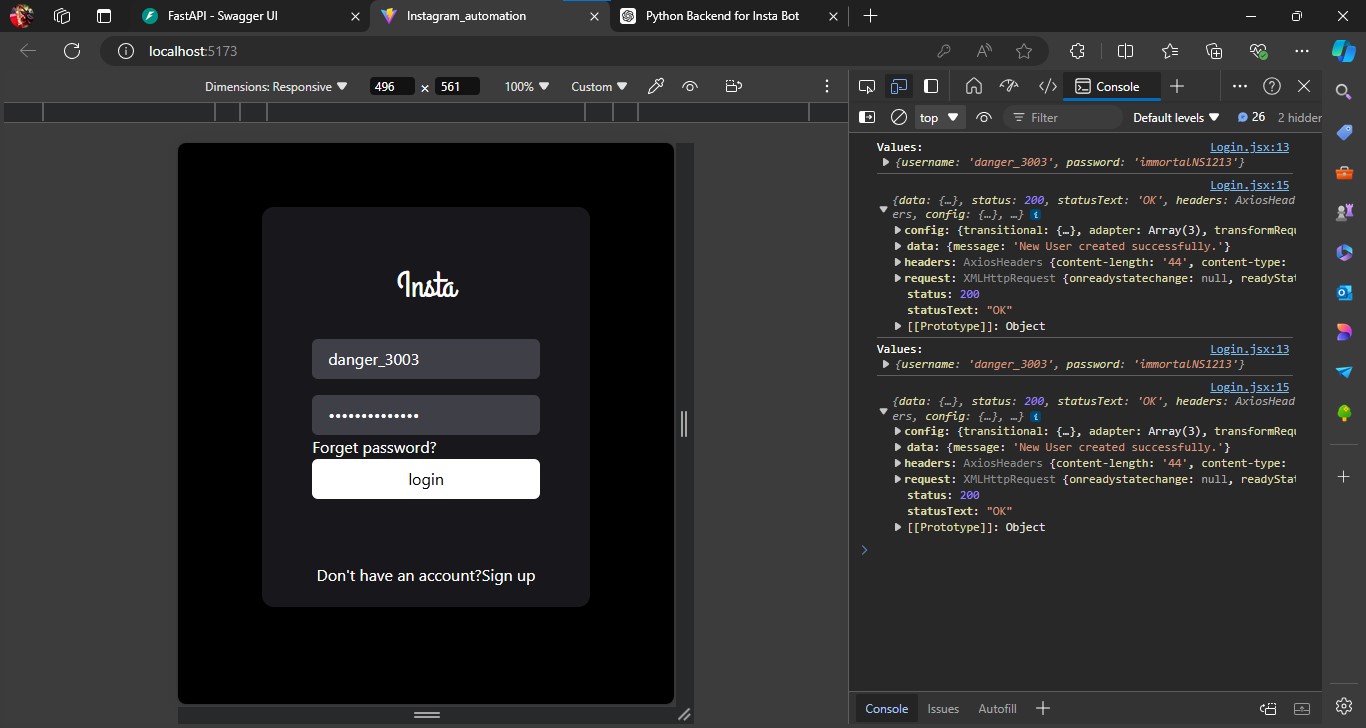 FastAPI - Swagger UI
Instagram_automation
Python Backend for Insta Bot
localhost:5173
Dimensions: Responsive
496 x 561
100%
Custom
Console
top
Filter
Default levels
26
2 hidden
Insta
danger_3003
••••••••••••••
Forget password?
login
Don't have an account?Sign up
Values: Login.jsx:13
{username: 'danger_3003', password: 'immortalNS1213'}
Login.jsx:15
{data: {…}, status: 200, statusText: 'OK', headers: AxiosHead
ers, config: {…}, …} i
config: {transitional: {…}, adapter: Array(3), transformRequ
data: {message: 'New User created successfully.'}
headers: AxiosHeaders {content-length: '44', content-type:
request: XMLHttpRequest {onreadystatechange: null, readyStat
status: 200
statusText: "OK"
[[Prototype]]: Object
Values: Login.jsx:13
{username: 'danger_3003', password: 'immortalNS1213'}
Login.jsx:15
{data: {…}, status: 200, statusText: 'OK', headers: AxiosHead
ers, config: {…}, …} i
config: {transitional: {…}, adapter: Array(3), transformRequ
data: {message: 'New User created successfully.'}
headers: AxiosHeaders {content-length: '44', content-type:
request: XMLHttpRequest {onreadystatechange: null, readyStat
status: 200
statusText: "OK"
[[Prototype]]: Object
Console
Issues
Autofill